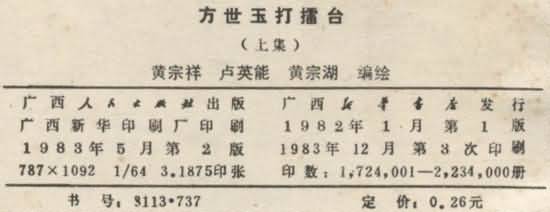 方世玉打擂台
（上集）
黄宗祥 卢英能 黄宗湖 编绘
广西人民出版社出版 广西新华书店发行
广西新华印刷厂印刷 1982年1月第1版
1983年5月第2版 1983年12月第3次印刷
787×1092 1/64 3.1875印张 印数：1,724,001—2,234,000册
书号：8113·737 定价：0.26元